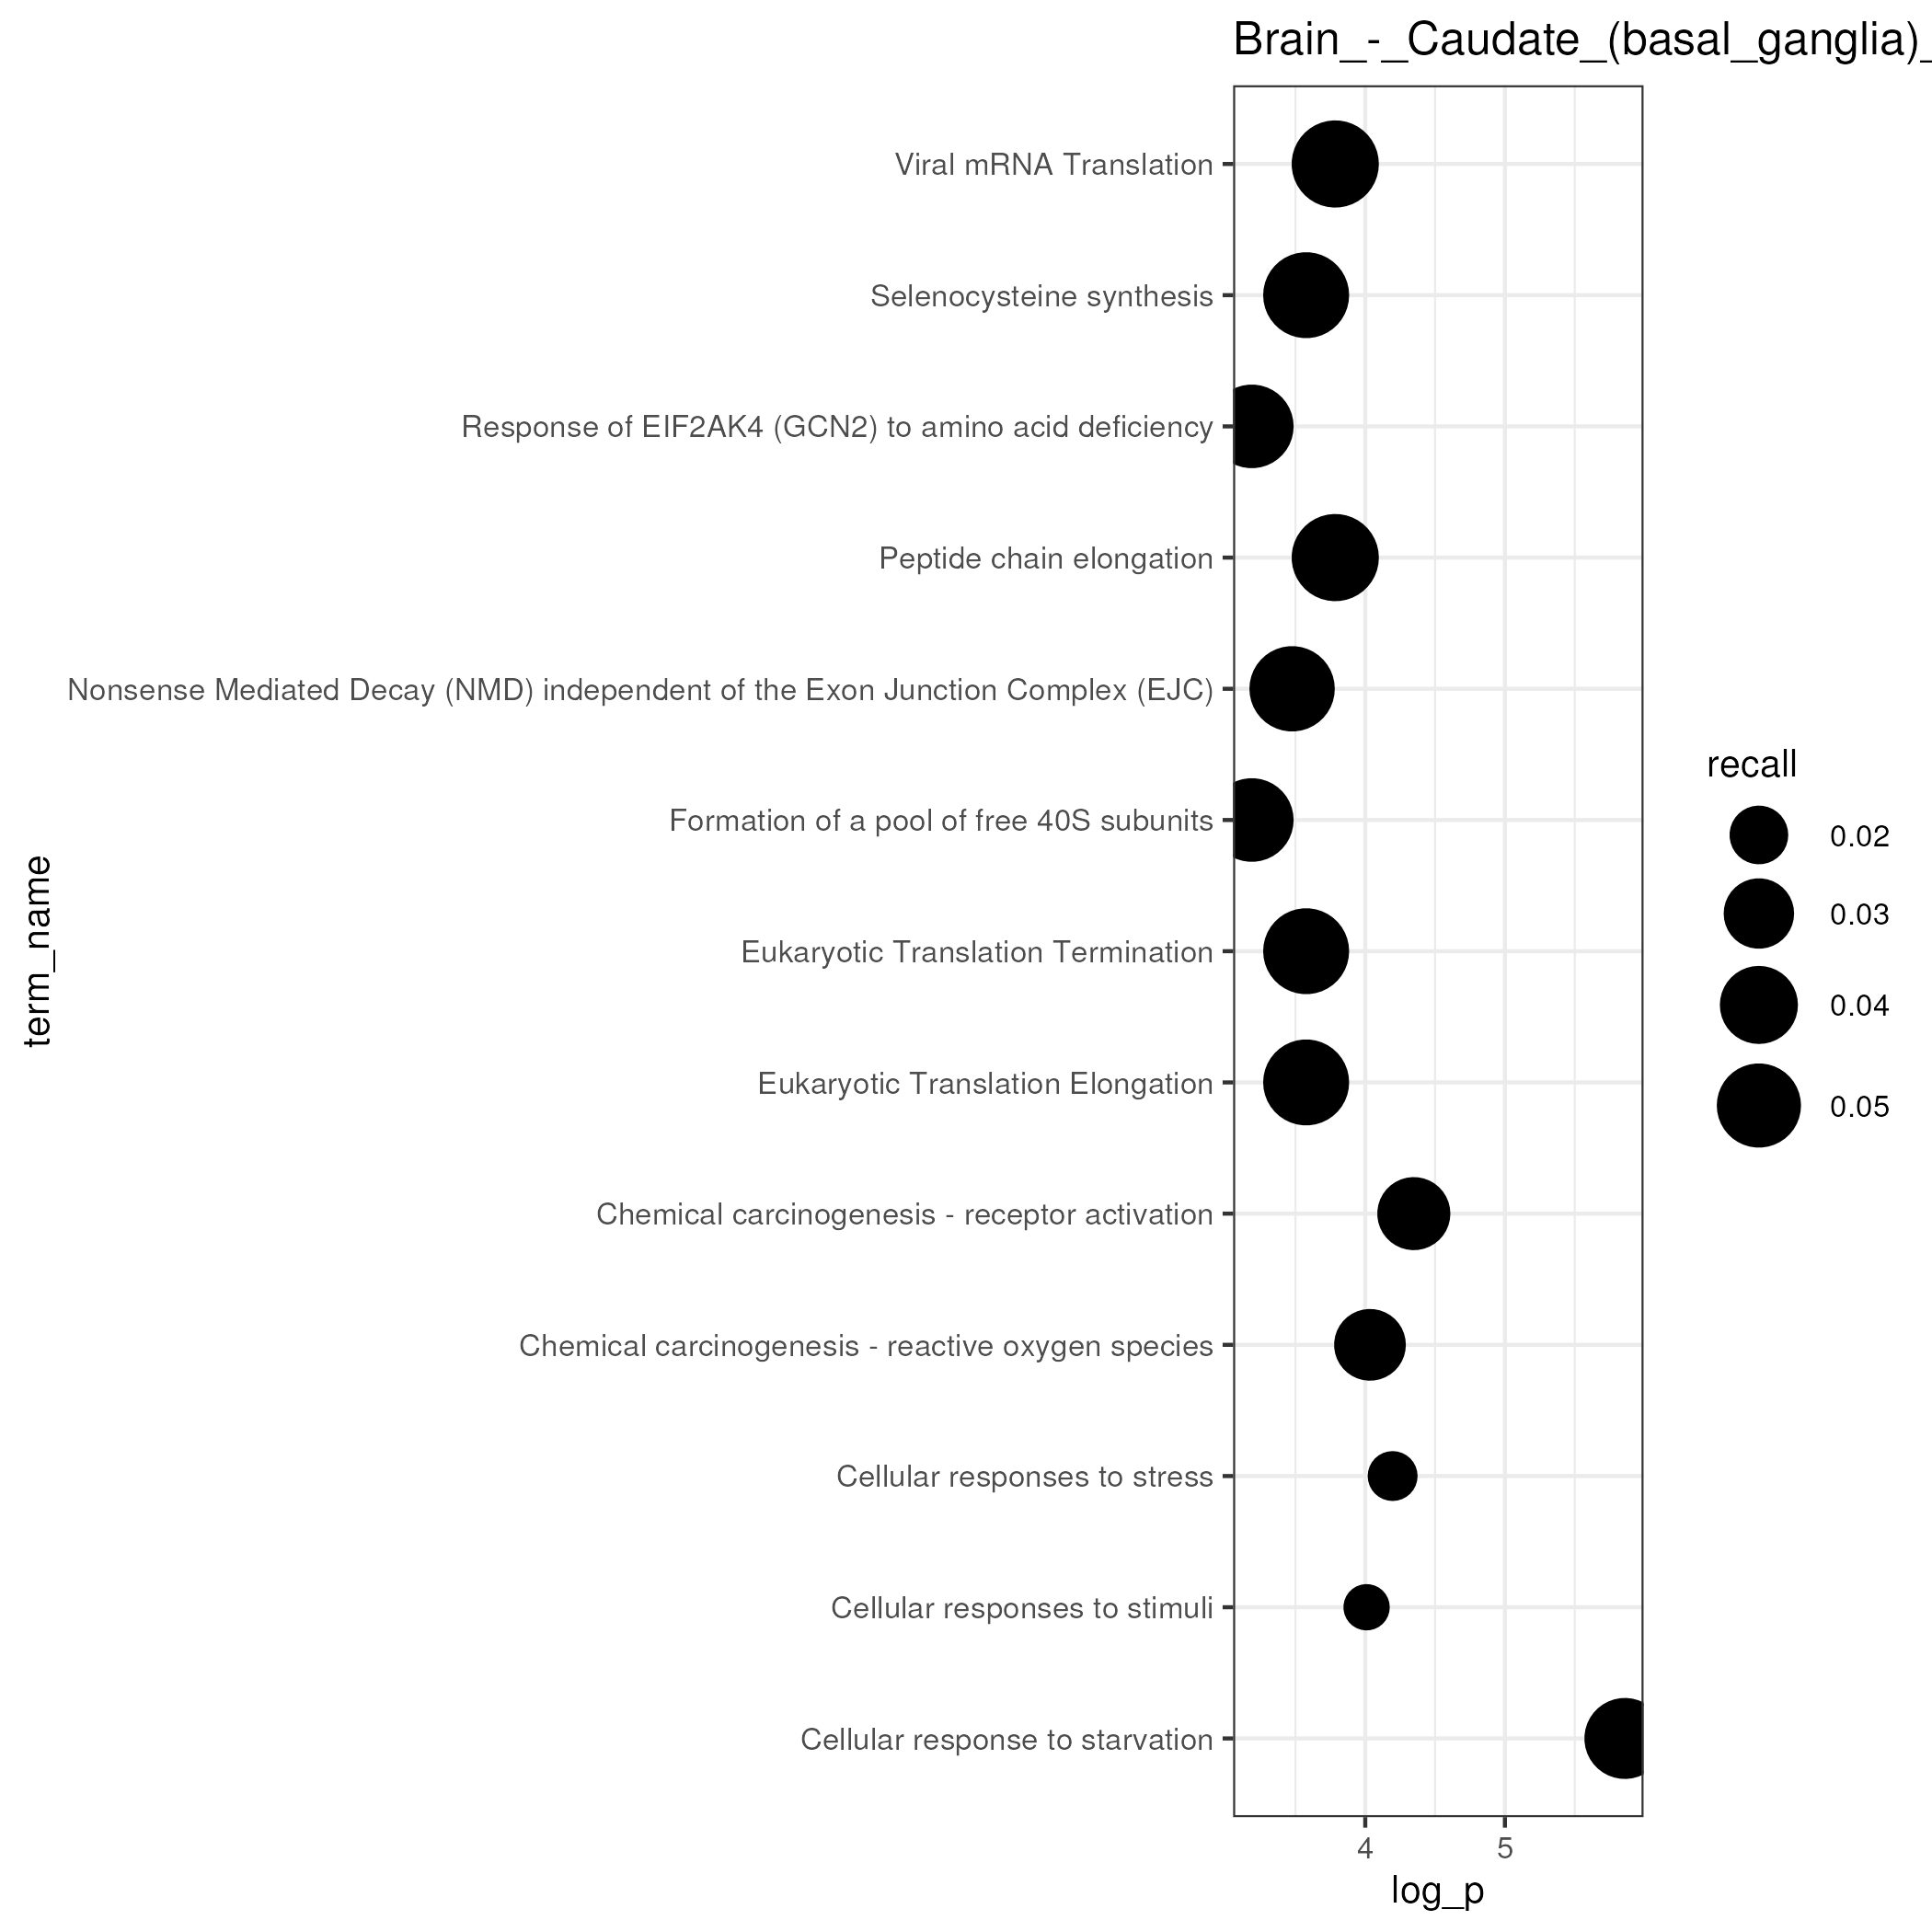 Brain_-_Caudate_(basal_ganglia)_
Viral mRNA Translation
Selenocysteine synthesis
Response of EIF2AK4 (GCN2) to amino acid deficiency
Peptide chain elongation
Nonsense Mediated Decay (NMD) independent of the Exon Junction Complex (EJC)
Formation of a pool of free 40S subunits
Eukaryotic Translation Termination
Eukaryotic Translation Elongation
Chemical carcinogenesis - receptor activation
Chemical carcinogenesis - reactive oxygen species
Cellular responses to stress
Cellular responses to stimuli
Cellular response to starvation
term_name
4 5
log_p
recall
0.02
0.03
0.04
0.05